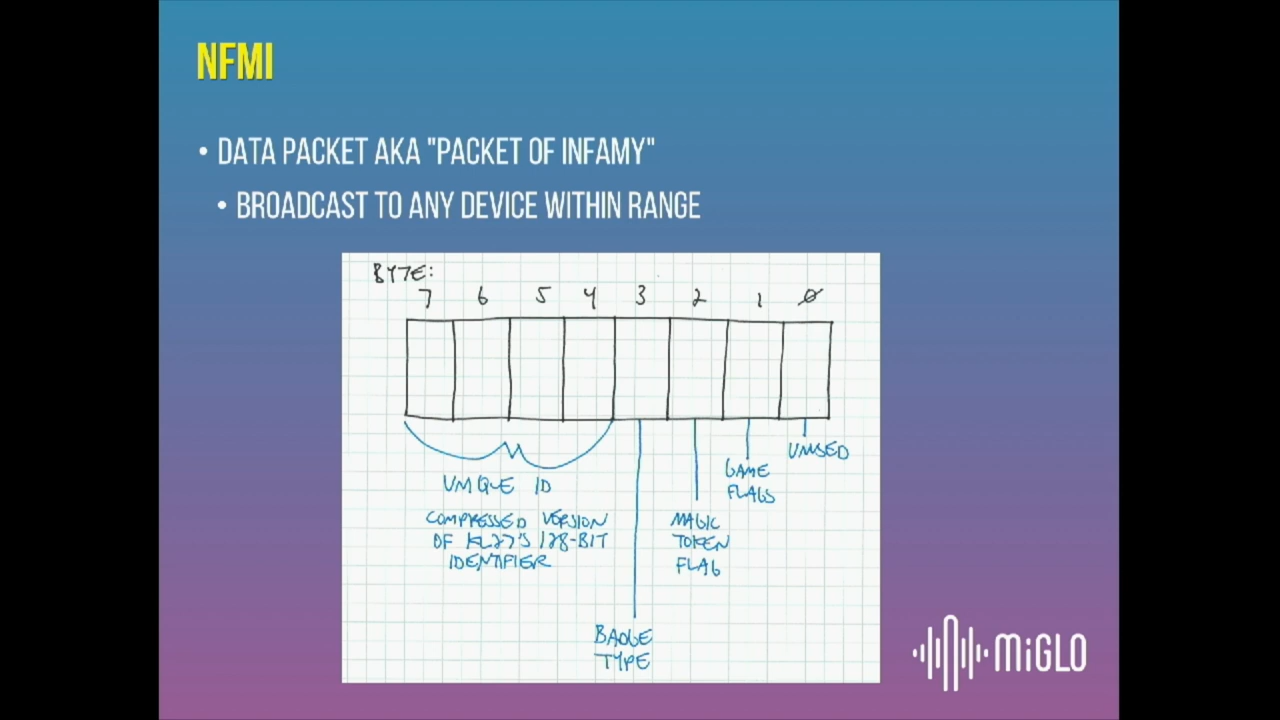 NFMI
• DATA PACKET AKA "PACKET OF INFAMY"
• BROADCAST TO ANY DEVICE WITHIN RANGE
BYTE:
7 6 5 4 3 2 1 0
UNUSED
GAME
FLAGS
UNIQUE ID
COMPRESSED VERSION
OF KL27'S 128-BIT
IDENTIFIER
MAGIC
TOKEN
FLAG
BADGE
TYPE
MiGLO